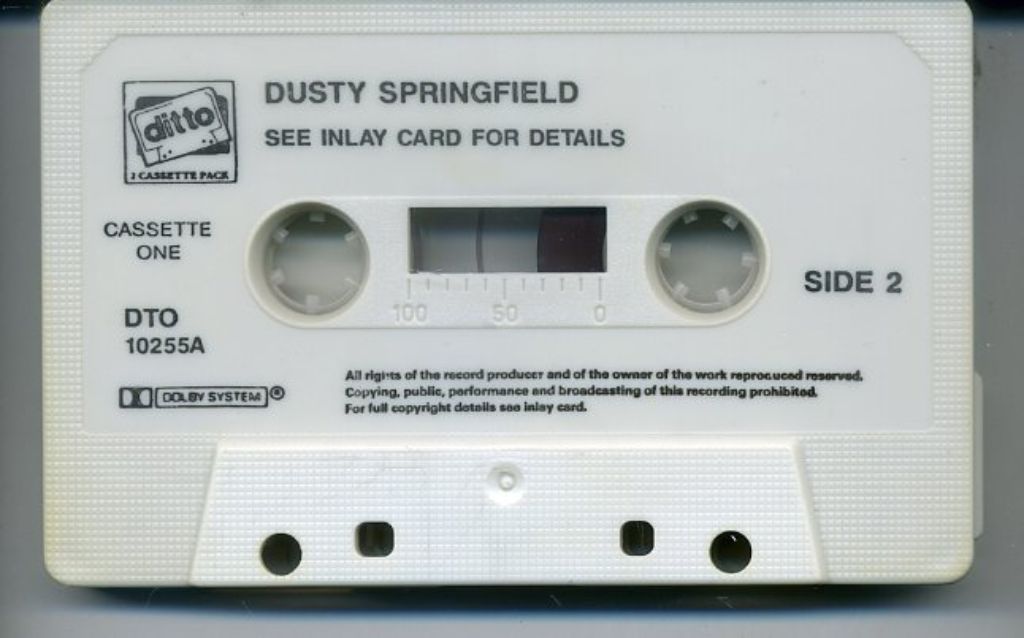 DUSTY SPRINGFIELD
SEE INLAY CARD FOR DETAILS
ditto
2 CASSETTE PACK
CASSETTE
ONE
SIDE 2
100 50 0
DTO
10255A
DOLBY SYSTEM ®
All rights of the record producer and of the owner of the work reproduced reserved.
Copying, public, performance and broadcasting of this recording prohibited.
For full copyright details see inlay card.